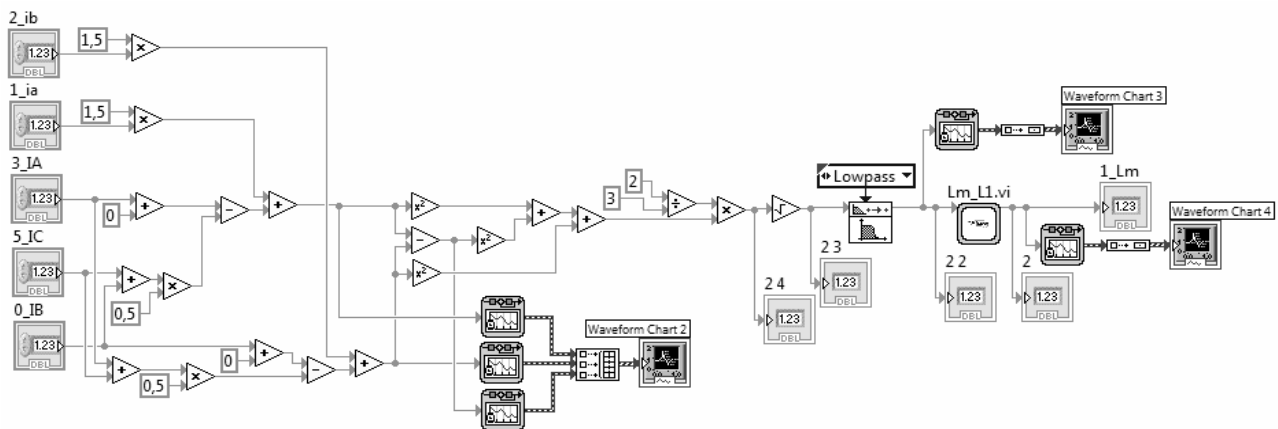 2_ib
1,5
1.23
DBL
1_ia
1,5
1.23
DBL
3_IA
1.23
DBL
0
5_IC
1.23
DBL
0,5
0_IB
1.23
DBL
0,5
0
x²
x²
x²
Waveform Chart 2
2
3
2 4
1.23
DBL
2 3
1.23
DBL
Lowpass
Waveform Chart 3
Lm_L1.vi
2 2
1.23
DBL
2
1.23
DBL
1_Lm
1.23
DBL
Waveform Chart 4